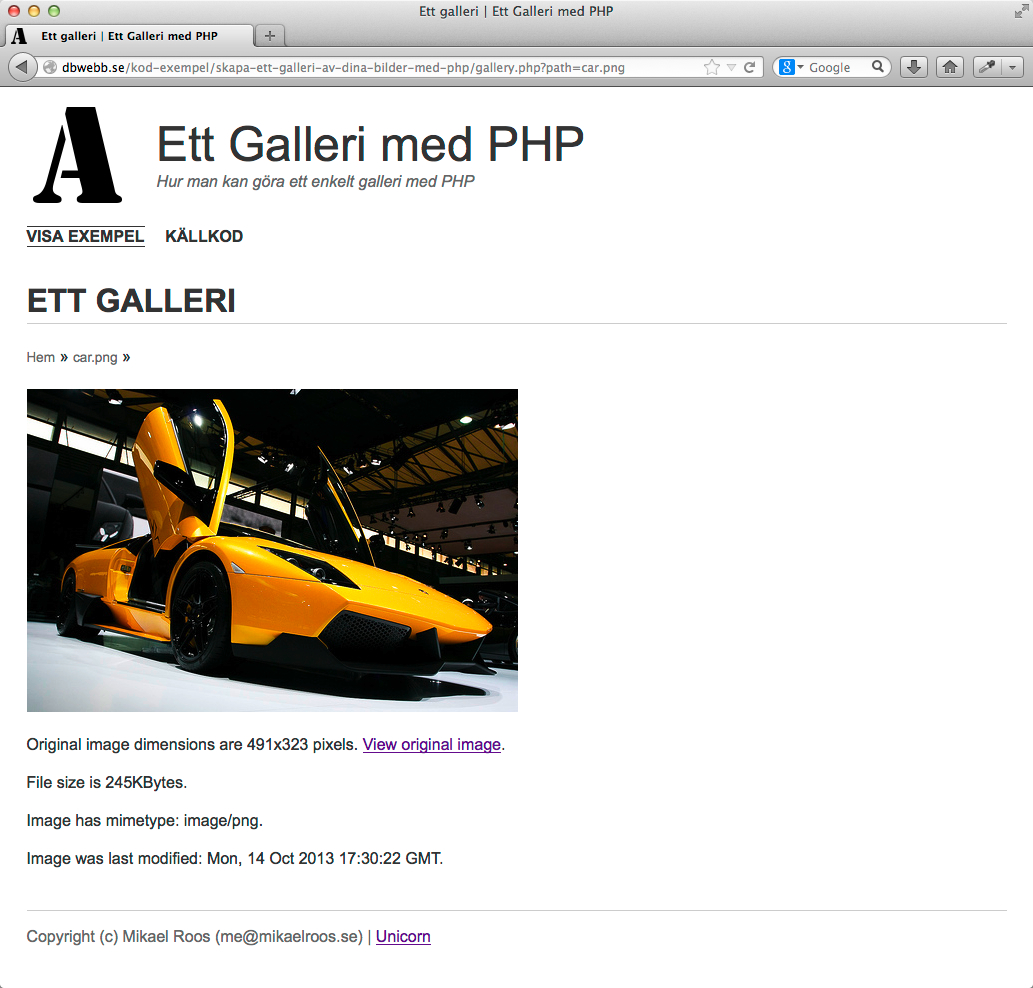 Ett galleri | Ett Galleri med PHP
A Ett galleri | Ett Galleri med PHP
dbwebb.se/kod-exempel/skapa-ett-galleri-av-dina-bilder-med-php/gallery.php?path=car.png
8 Google
A
Ett Galleri med PHP
Hur man kan göra ett enkelt galleri med PHP
VISA EXEMPEL KÄLLKOD
ETT GALLERI
Hem » car.png »
Original image dimensions are 491x323 pixels. View original image.
File size is 245KBytes.
Image has mimetype: image/png.
Image was last modified: Mon, 14 Oct 2013 17:30:22 GMT.
Copyright (c) Mikael Roos (me@mikaelroos.se) | Unicorn